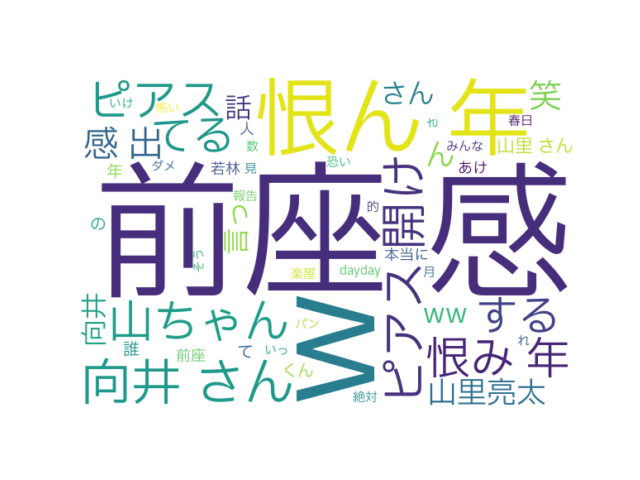 ピアス 恨ん 年 さん 笑
感 出 てる 話 人 数 いけ 怖い ん みんな 春日 山里 さん
年 ダメ 若林 見 恐い あけ
前座 感
の そう 言っ 報告 的 開け ピアス
楽屋 dayday 本当に 月
向井 山ちゃん W パン ww する
誰 前座 て いっ 恨み 年 れ
向井 さん くん 絶対 山里亮太